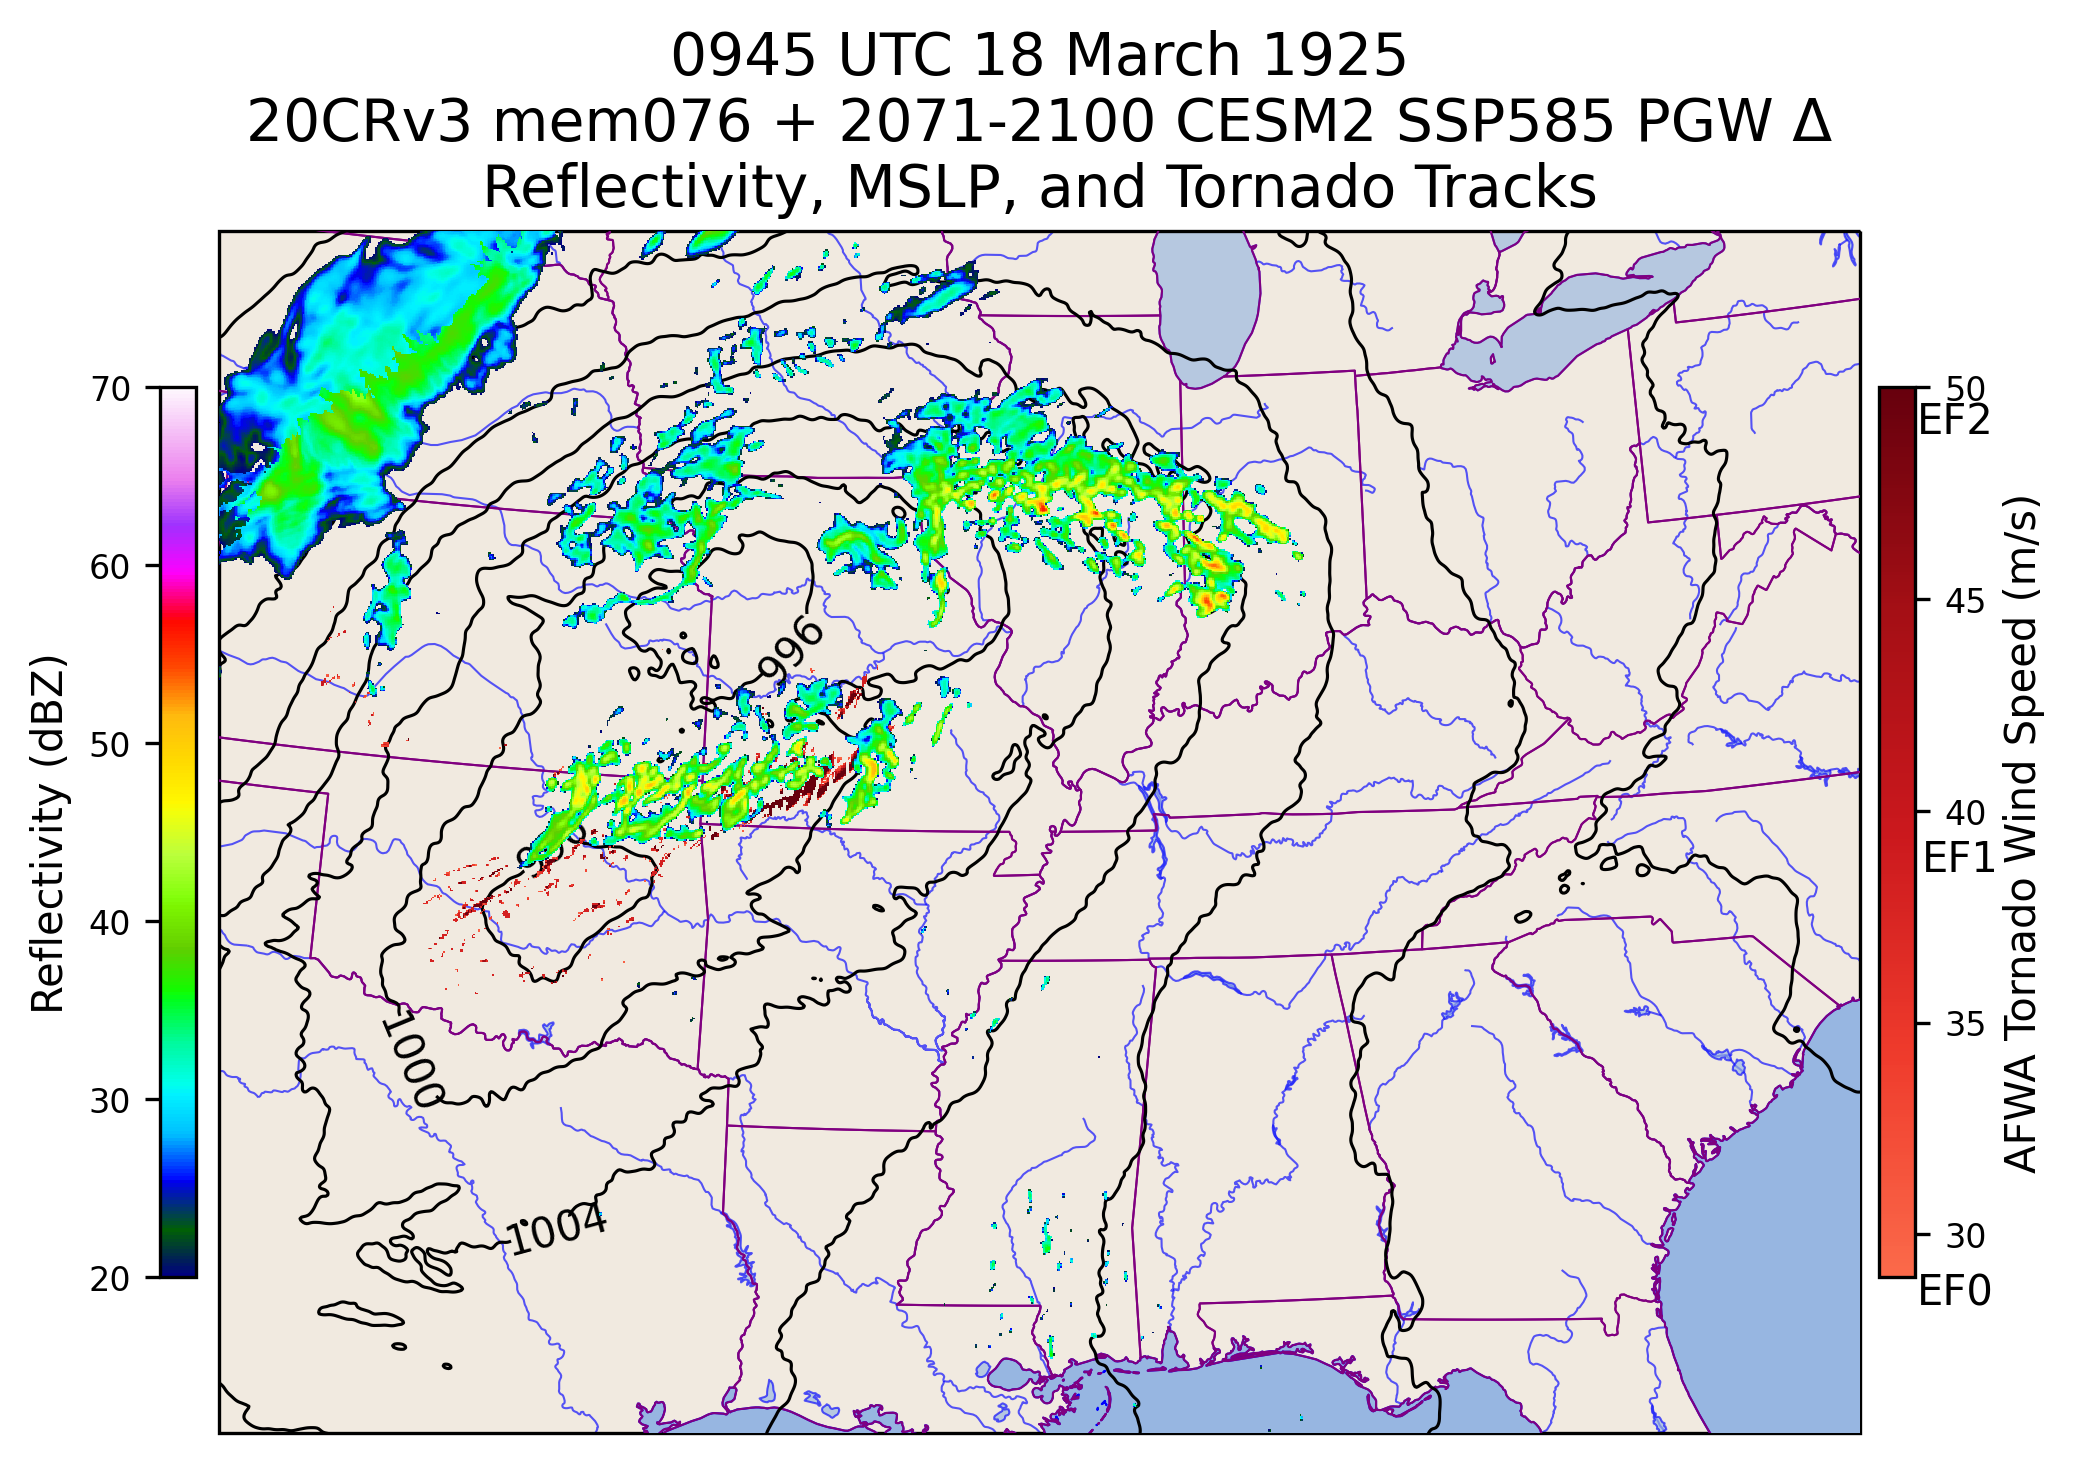 0945 UTC 18 March 1925
20CRv3 mem076 + 2071-2100 CESM2 SSP585 PGW Δ
Reflectivity, MSLP, and Tornado Tracks
70
60
50
40
30
20
Reflectivity (dBZ)
996
1000
1004
50
EF2
45
40
EF1
35
30
EF0
AFWA Tornado Wind Speed (m/s)